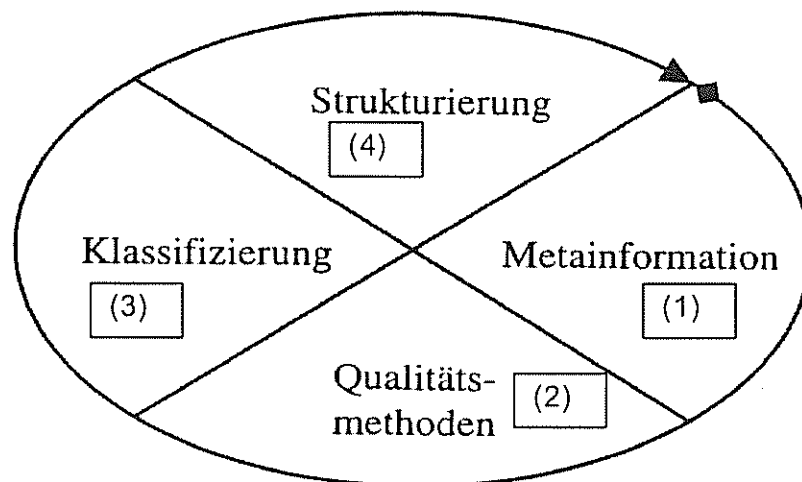 Strukturierung
(4)
Klassifizierung
(3)
Metainformation
(1)
Qualitäts-
methoden
(2)